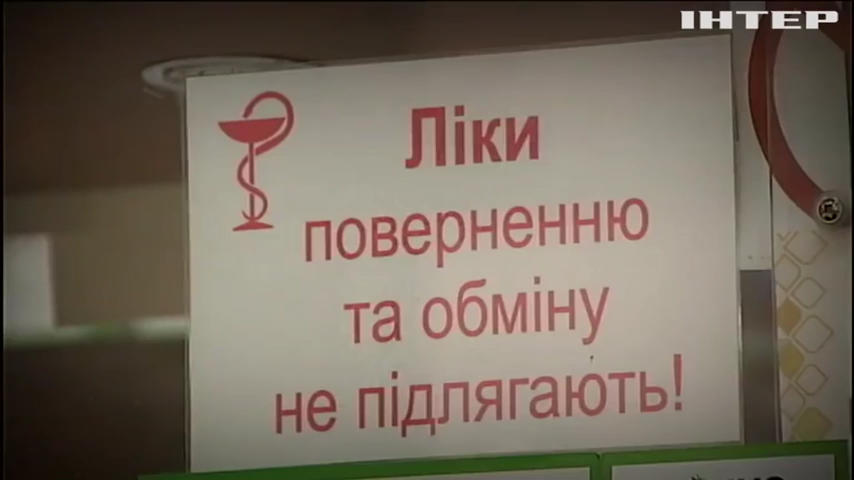 ІНТЕР
Ліки
поверненню
та обміну
не підлягають!